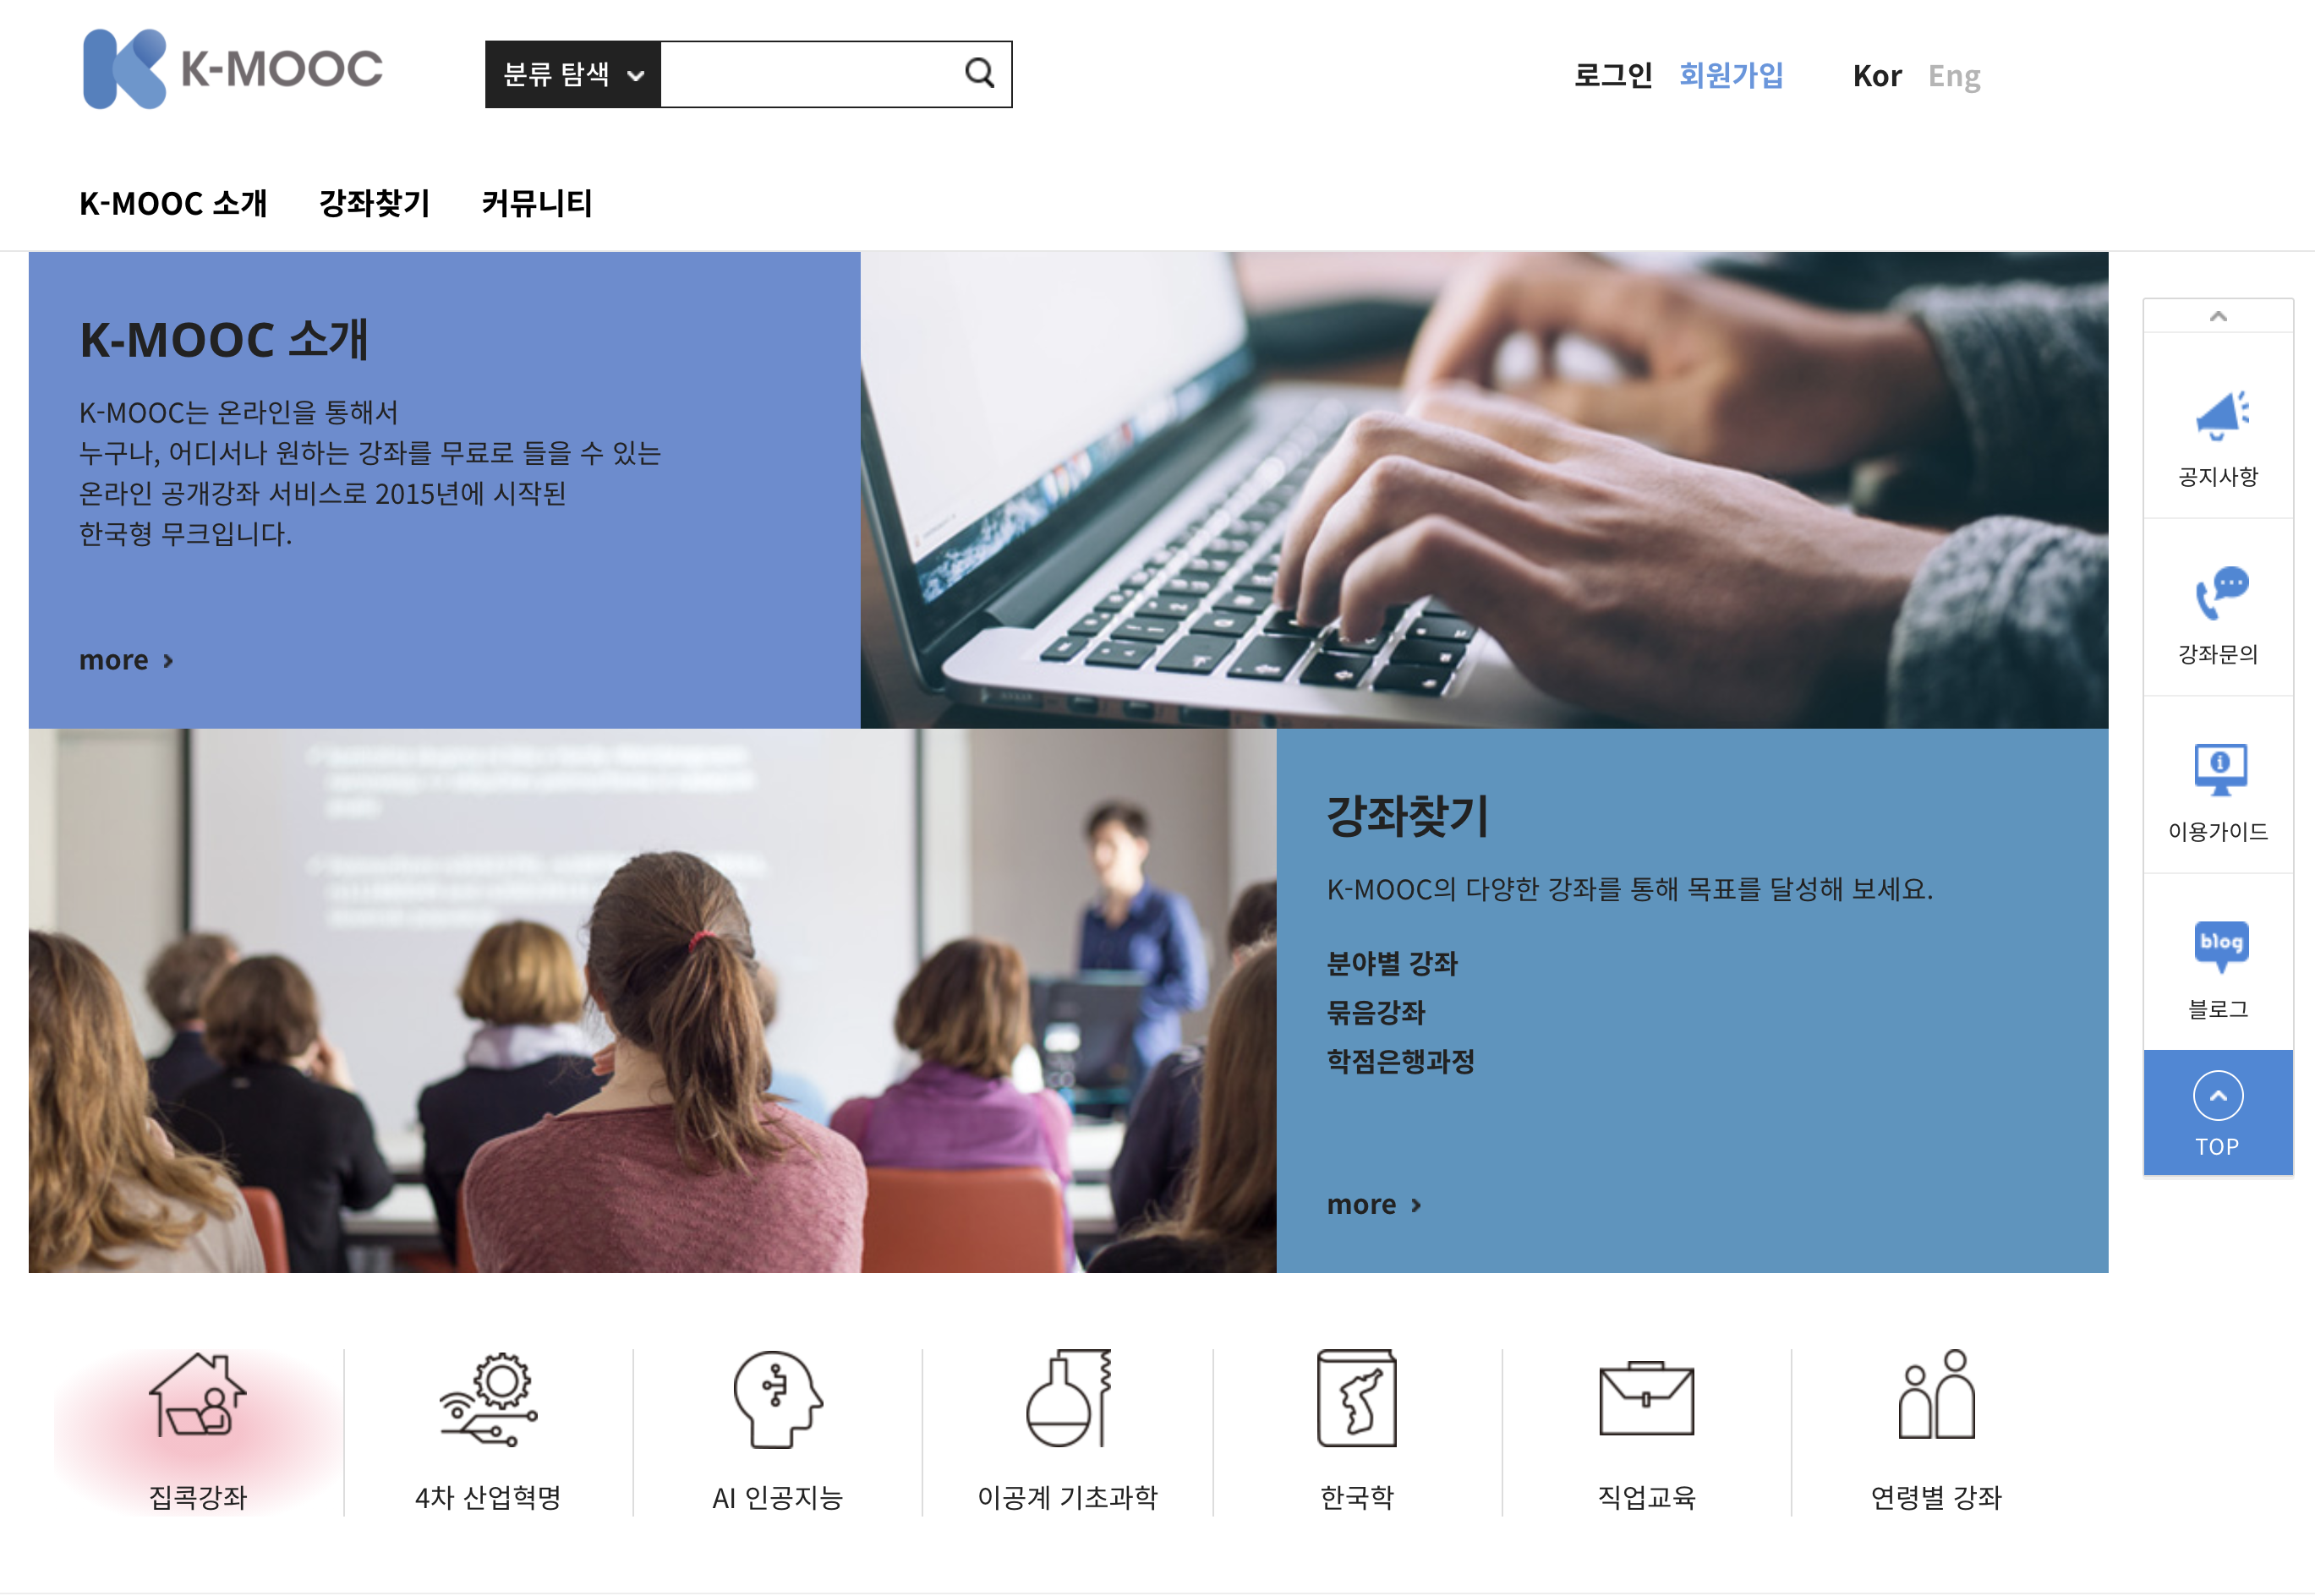 K-MOOC
분류 탐색
로그인 회원가입 Kor Eng
K-MOOC 소개 강좌찾기 커뮤니티
K-MOOC 소개
K-MOOC는 온라인을 통해서
누구나, 어디서나 원하는 강좌를 무료로 들을 수 있는
온라인 공개강좌 서비스로 2015년에 시작된
한국형 무크입니다.
more
강좌찾기
K-MOOC의 다양한 강좌를 통해 목표를 달성해 보세요.
분야별 강좌
묶음강좌
학점은행과정
more
공지사항
강좌문의
이용가이드
blog
블로그
TOP
집콕강좌
4차 산업혁명
AI 인공지능
이공계 기초과학
한국학
직업교육
연령별 강좌